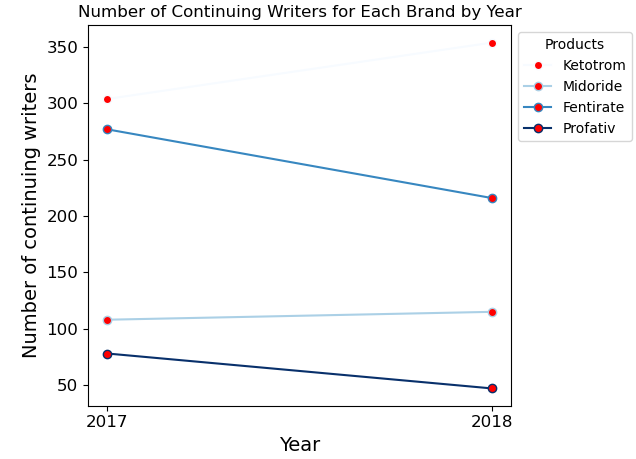 Number of Continuing Writers for Each Brand by Year
Number of continuing writers
350
300
250
200
150
100
50
2017
2018
Year
Products
Ketotrom
Midoride
Fentirate
Profativ